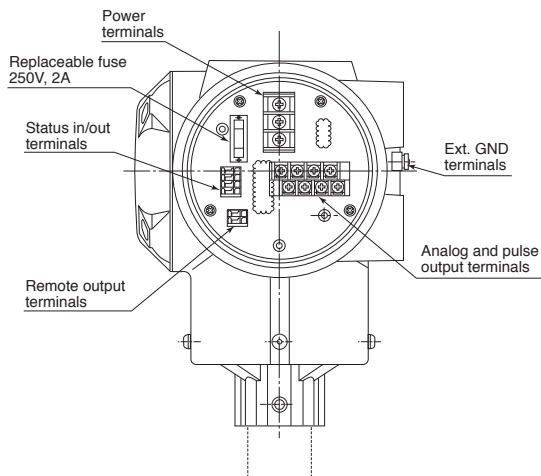 Power
terminals
Replaceable fuse
250V, 2A
Status in/out
terminals
Ext. GND
terminals
Analog and pulse
output terminals
Remote output
terminals